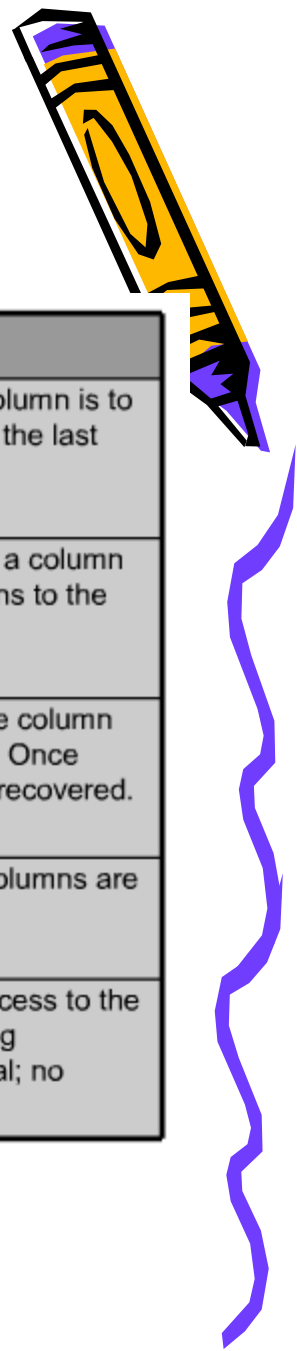 olumn is to
the last
a column
ns to the
e column
Once
recovered.
olumns are
cess to the
g
al; no